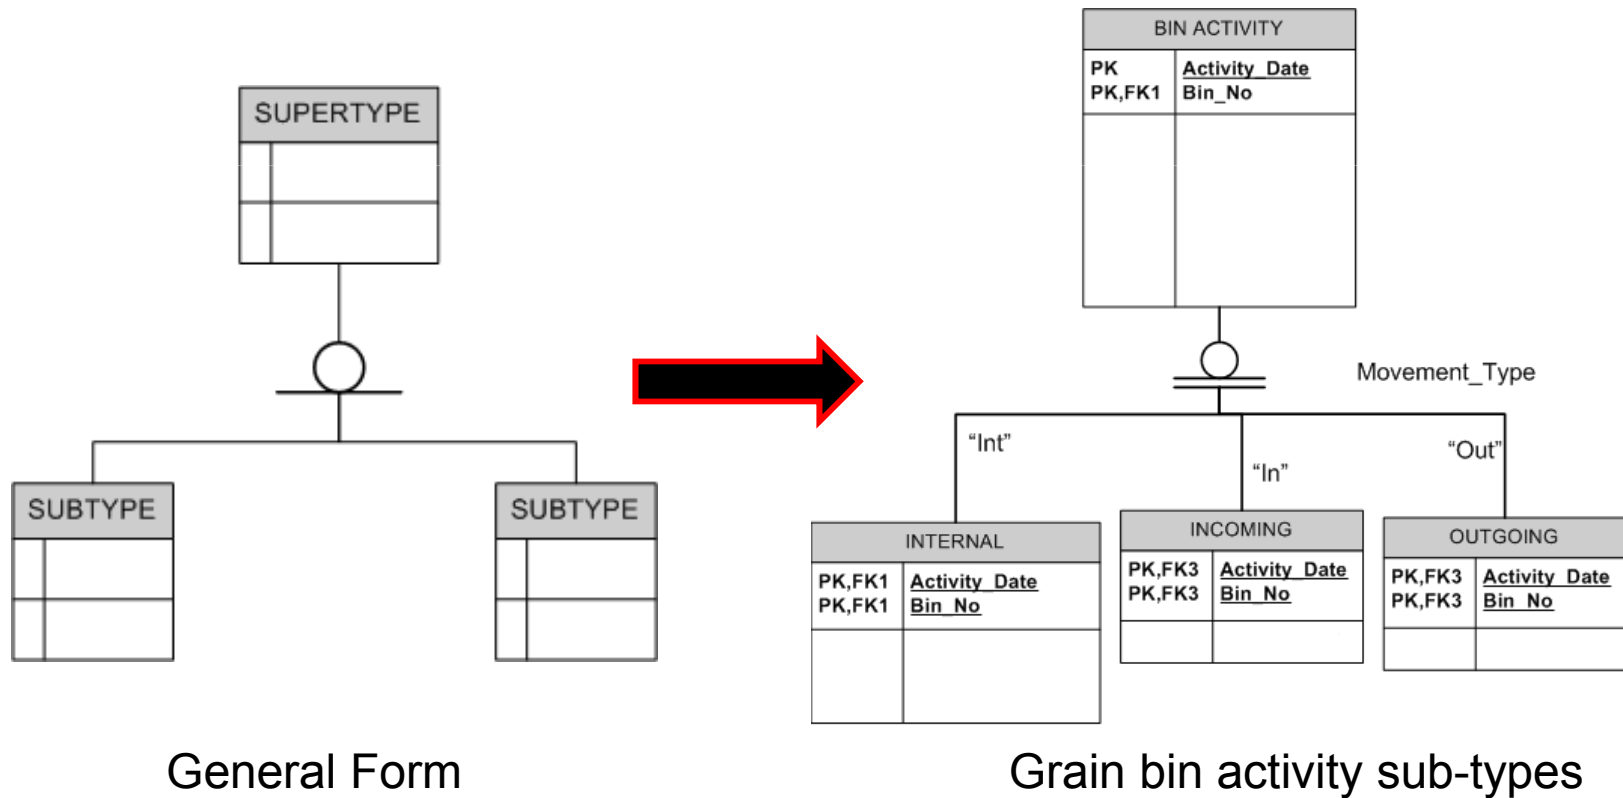 SUPERTYPE
SUBTYPE
SUBTYPE
General Form
BIN ACTIVITY
PK Activity_Date
PK,FK1 Bin_No
Movement_Type
“Int”
“In”
“Out”
INTERNAL
PK,FK1 Activity_Date
PK,FK1 Bin_No
INCOMING
PK,FK3 Activity_Date
PK,FK3 Bin_No
OUTGOING
PK,FK3 Activity_Date
PK,FK3 Bin_No
Grain bin activity sub-types